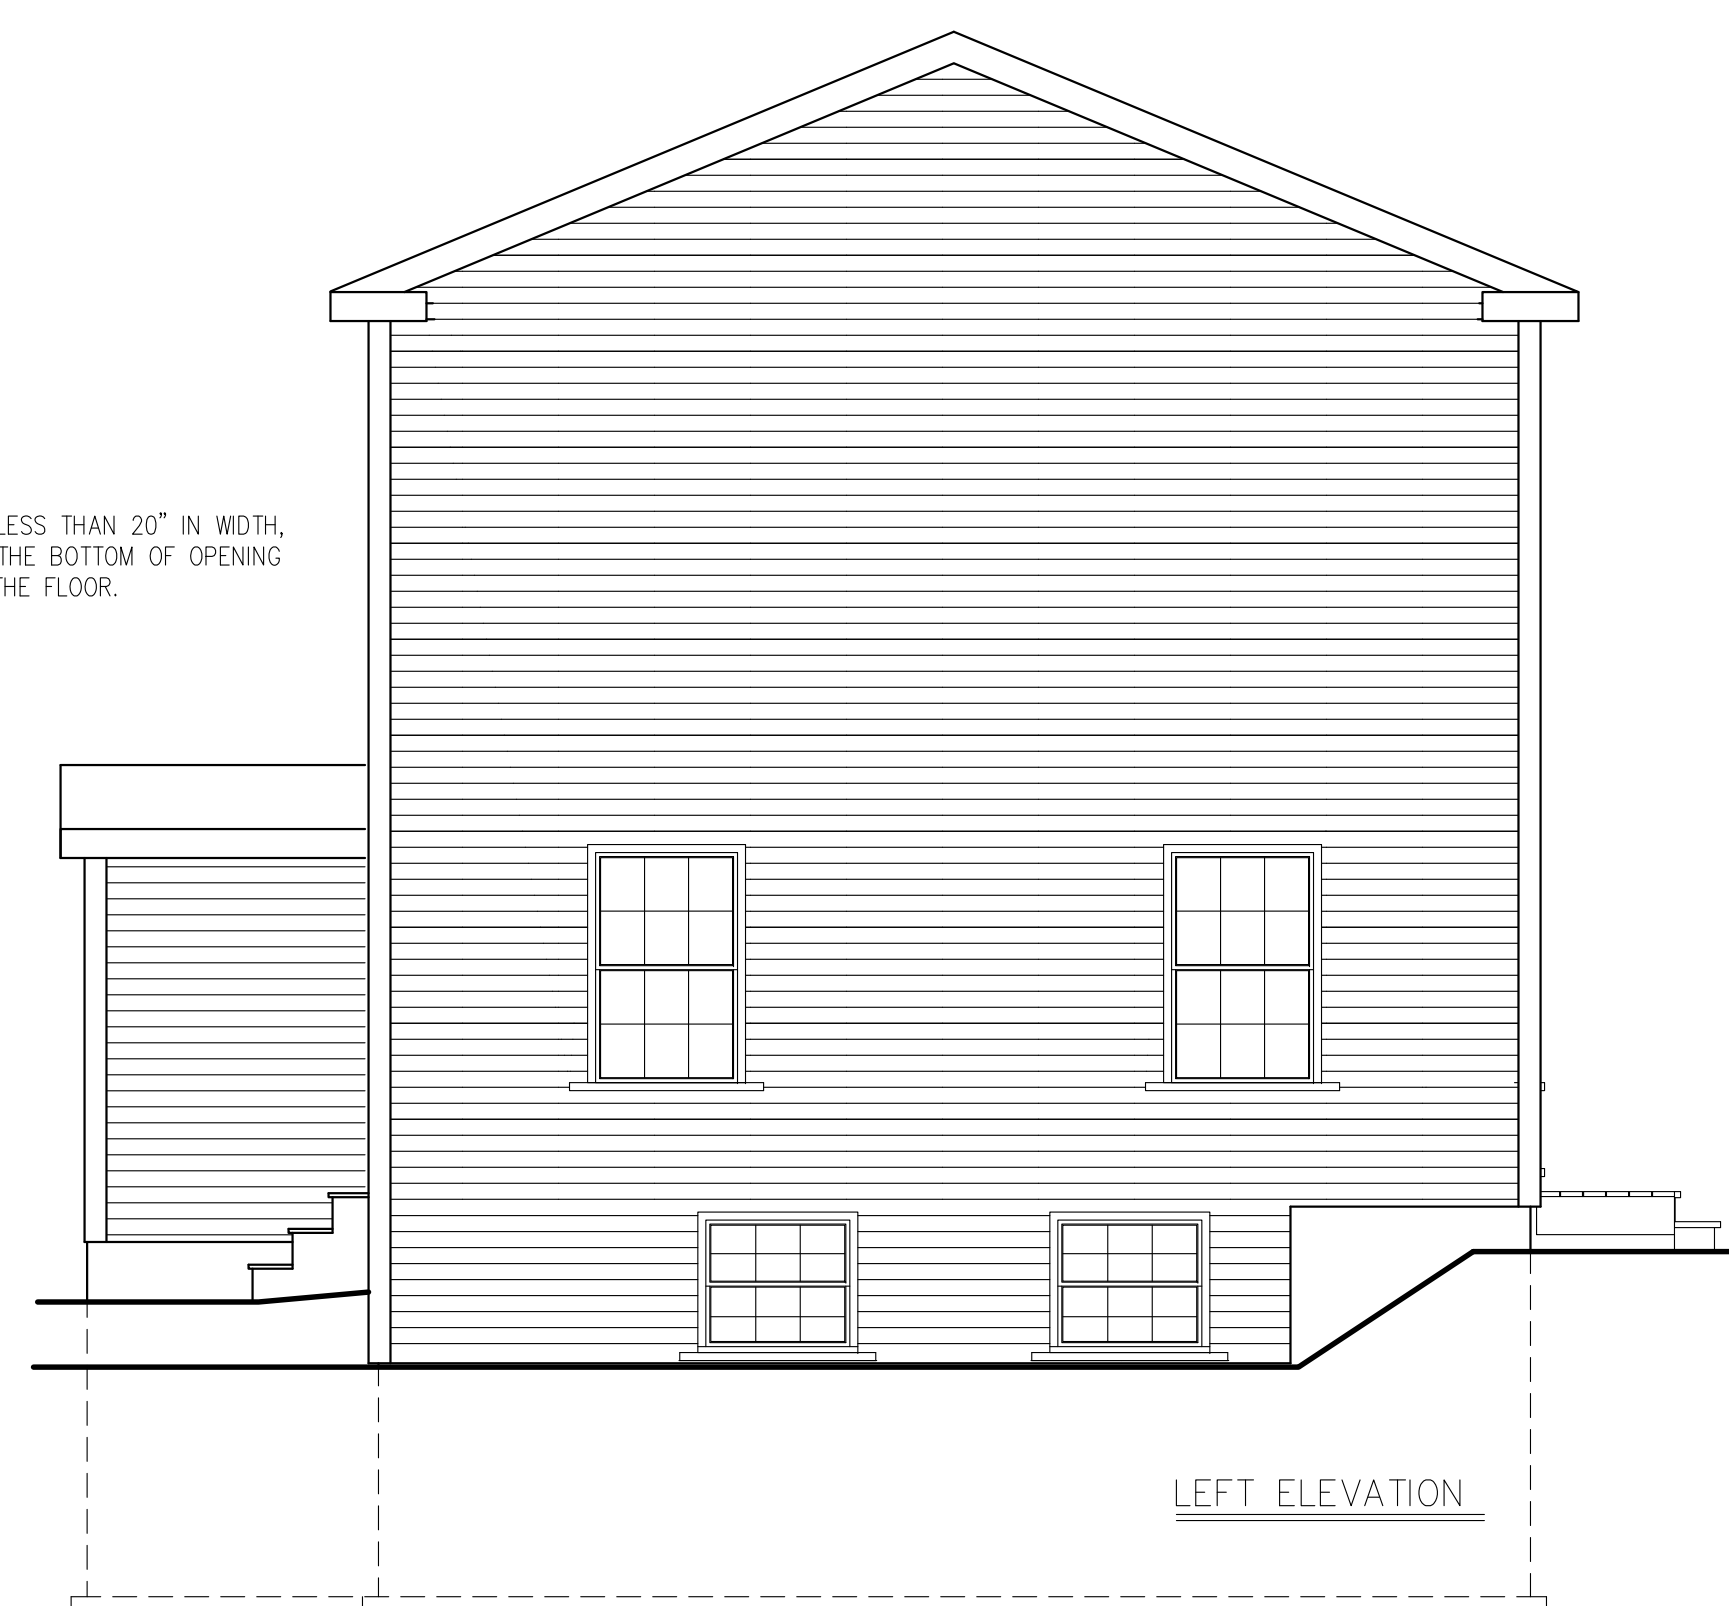 LESS THAN 20" IN WIDTH,
THE BOTTOM OF OPENING
THE FLOOR.
LEFT ELEVATION